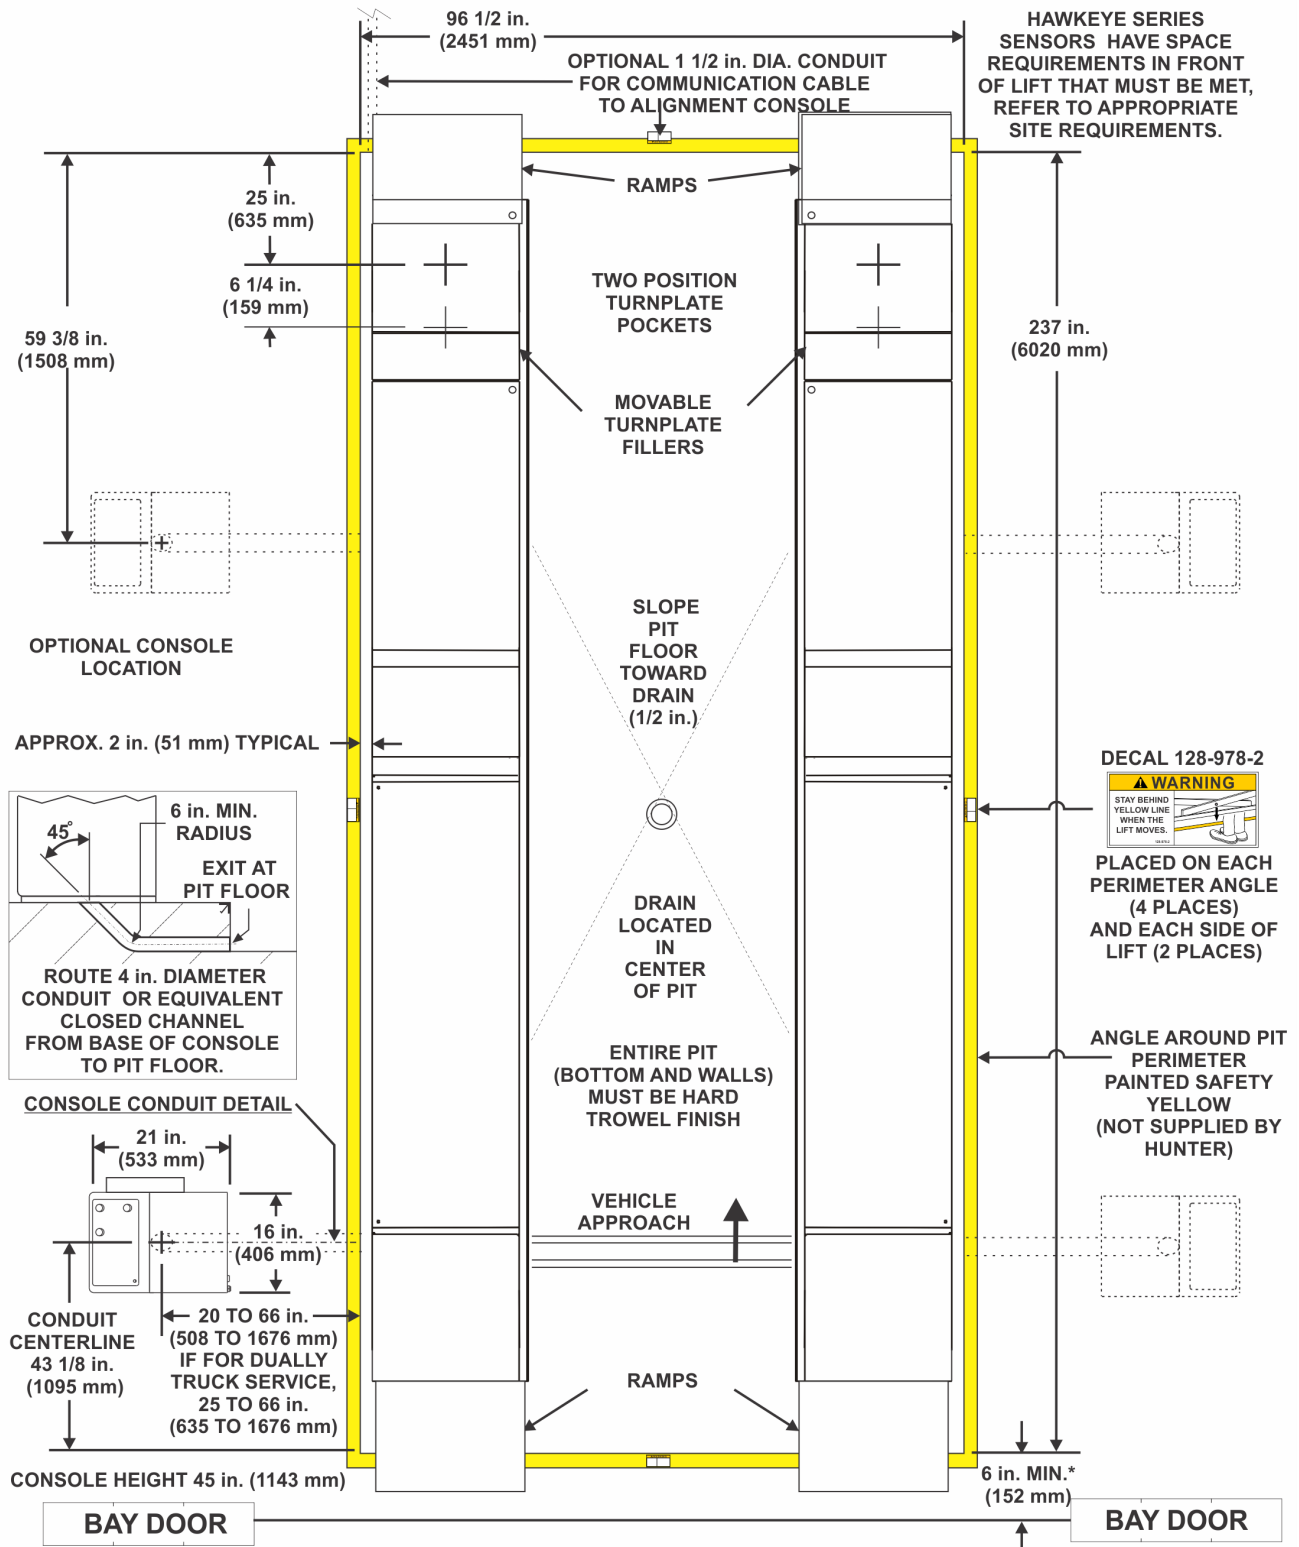 96 1/2 in.
(2451 mm)
HAWKEYE SERIES
SENSORS HAVE SPACE
REQUIREMENTS IN FRONT
OF LIFT THAT MUST BE MET,
REFER TO APPROPRIATE
SITE REQUIREMENTS.
OPTIONAL 1 1/2 in. DIA. CONDUIT
FOR COMMUNICATION CABLE
TO ALIGNMENT CONSOLE
RAMPS
25 in.
(635 mm)
6 1/4 in.
(159 mm)
TWO POSITION
TURNPLATE
POCKETS
59 3/8 in.
(1508 mm)
237 in.
(6020 mm)
MOVABLE
TURNPLATE
FILLERS
SLOPE
PIT
FLOOR
TOWARD
DRAIN
(1/2 in.)
OPTIONAL CONSOLE
LOCATION
APPROX. 2 in. (51 mm) TYPICAL
DECAL 128-978-2
WARNING
STAY BEHIND
YELLOW LINE
WHEN THE
LIFT MOVES.
PLACED ON EACH
PERIMETER ANGLE
(4 PLACES)
AND EACH SIDE OF
LIFT (2 PLACES)
45°
6 in. MIN.
RADIUS
EXIT AT
PIT FLOOR
ROUTE 4 in. DIAMETER
CONDUIT OR EQUIVALENT
CLOSED CHANNEL
FROM BASE OF CONSOLE
TO PIT FLOOR.
DRAIN
LOCATED
IN
CENTER
OF PIT
ENTIRE PIT
(BOTTOM AND WALLS)
MUST BE HARD
TROWEL FINISH
ANGLE AROUND PIT
PERIMETER
PAINTED SAFETY
YELLOW
(NOT SUPPLIED BY
HUNTER)
CONSOLE CONDUIT DETAIL
21 in.
(533 mm)
16 in.
(406 mm)
VEHICLE
APPROACH
CONDUIT
CENTERLINE
43 1/8 in.
(1095 mm)
20 TO 66 in.
(508 TO 1676 mm)
IF FOR DUALLY
TRUCK SERVICE,
25 TO 66 in.
(635 TO 1676 mm)
RAMPS
CONSOLE HEIGHT 45 in. (1143 mm)
6 in. MIN.*
(152 mm)
BAY DOOR
BAY DOOR